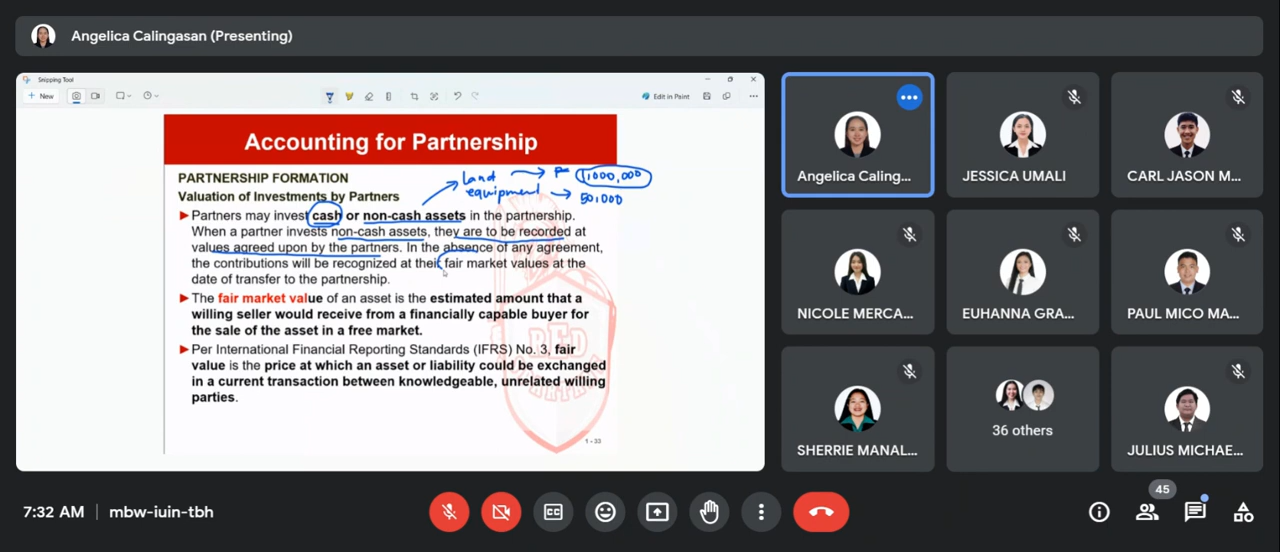 Angelica Calingasan (Presenting)
Snipping Tool
New
Edit in Paint
Accounting for Partnership
PARTNERSHIP FORMATION
land
1,000,000
Valuation of Investments by Partners
equipment
50,000
Partners may invest cash or non-cash assets in the partnership.
When a partner invests non-cash assets, they are to be recorded at
values agreed upon by the partners. In the absence of any agreement,
the contributions will be recognized at their fair market values at the
date of transfer to the partnership.
The fair market value of an asset is the estimated amount that a
willing seller would receive from a financially capable buyer for
the sale of the asset in a free market.
Per International Financial Reporting Standards (IFRS) No. 3, fair
value is the price at which an asset or liability could be exchanged
in a current transaction between knowledgeable, unrelated willing
parties.
1 - 33
Angelica Caling...
JESSICA UMALI
CARL JASON M...
NICOLE MERCA...
EUHANNA GRA...
PAUL MICO MA...
SHERRIE MANAL...
36 others
JULIUS MICHAE...
7:32 AM | mbw-iuin-tbh
45